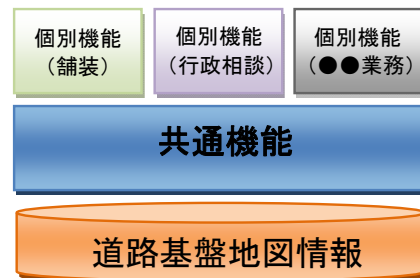 個別機能
（舗装）
個別機能
（行政相談）
個別機能
（●●業務）
共通機能
道路基盤地図情報